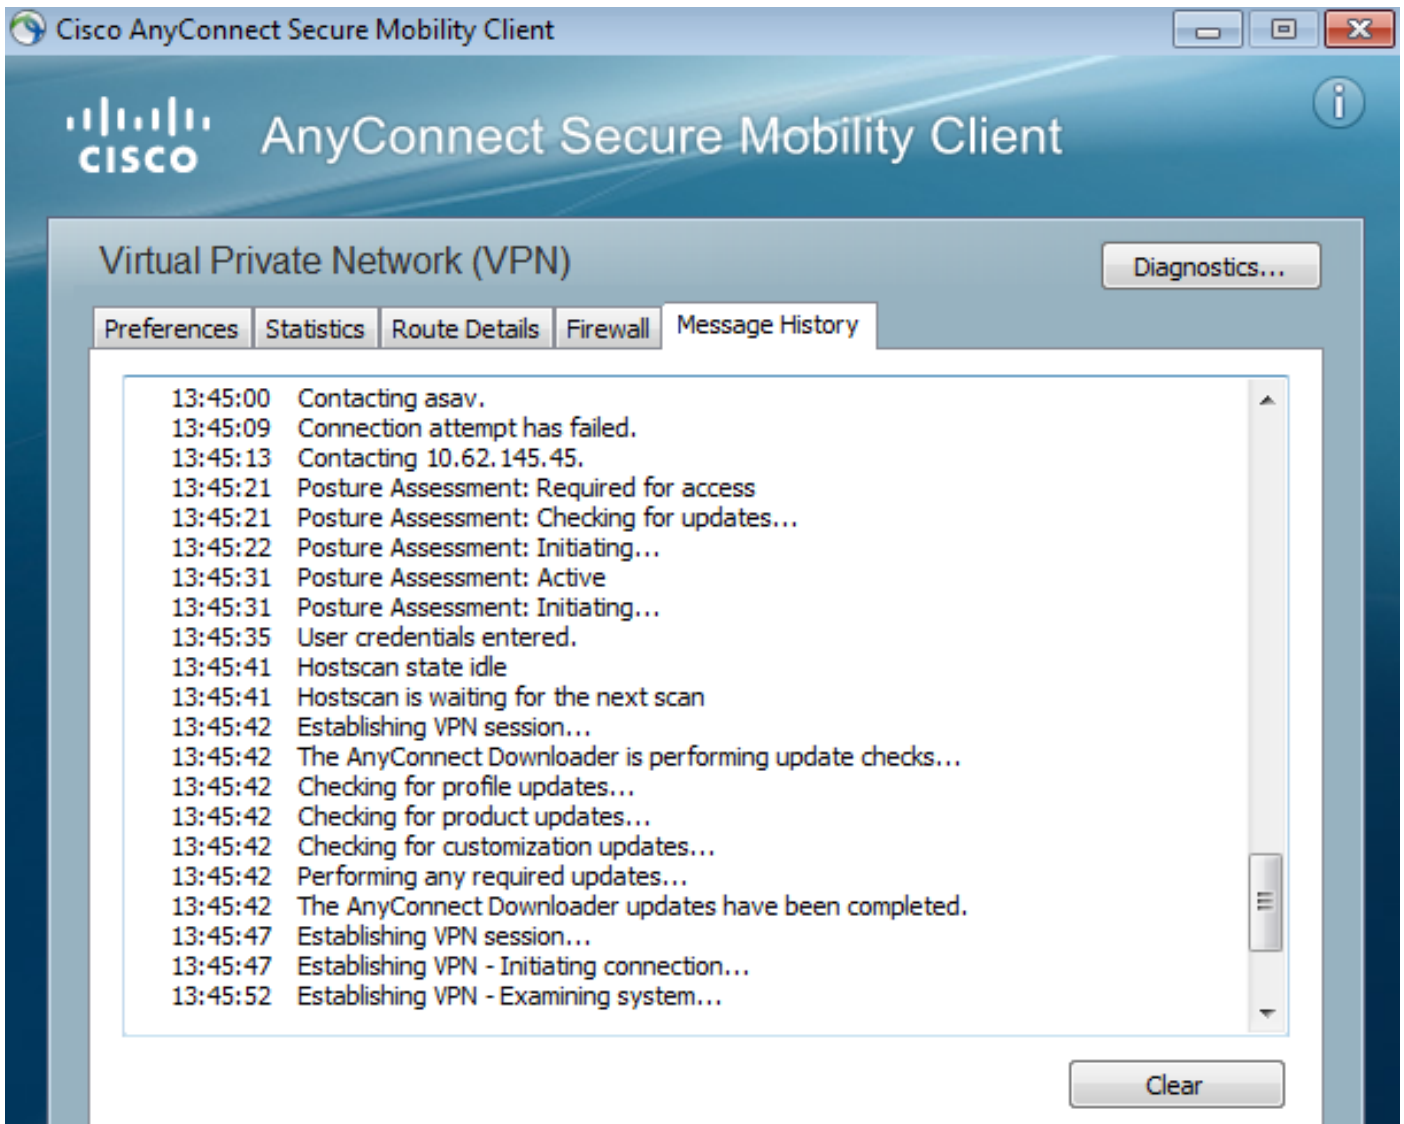 Cisco AnyConnect Secure Mobility Client
CISCO AnyConnect Secure Mobility Client
Virtual Private Network (VPN)
Diagnostics...
Preferences Statistics Route Details Firewall Message History
13:45:00 Contacting asav.
13:45:09 Connection attempt has failed.
13:45:13 Contacting 10.62.145.45.
13:45:21 Posture Assessment: Required for access
13:45:21 Posture Assessment: Checking for updates...
13:45:22 Posture Assessment: Initiating...
13:45:31 Posture Assessment: Active
13:45:31 Posture Assessment: Initiating...
13:45:35 User credentials entered.
13:45:41 Hostscan state idle
13:45:41 Hostscan is waiting for the next scan
13:45:42 Establishing VPN session...
13:45:42 The AnyConnect Downloader is performing update checks...
13:45:42 Checking for profile updates...
13:45:42 Checking for product updates...
13:45:42 Checking for customization updates...
13:45:42 Performing any required updates...
13:45:42 The AnyConnect Downloader updates have been completed.
13:45:47 Establishing VPN session...
13:45:47 Establishing VPN - Initiating connection...
13:45:52 Establishing VPN - Examining system...
Clear